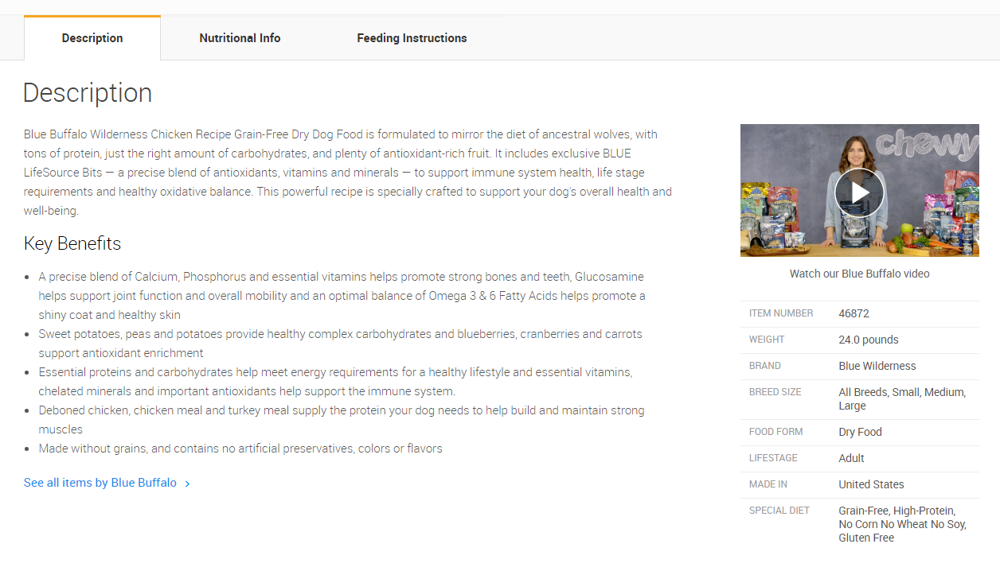 Description
Nutritional Info
Feeding Instructions
Description
Blue Buffalo Wilderness Chicken Recipe Grain-Free Dry Dog Food is formulated to mirror the diet of ancestral wolves, with
tons of protein, just the right amount of carbohydrates, and plenty of antioxidant-rich fruit. It includes exclusive BLUE
LifeSource Bits — a precise blend of antioxidants, vitamins and minerals — to support immune system health, life stage
requirements and healthy oxidative balance. This powerful recipe is specially crafted to support your dog's overall health and
well-being.
Key Benefits
• A precise blend of Calcium, Phosphorus and essential vitamins helps promote strong bones and teeth, Glucosamine
helps support joint function and overall mobility and an optimal balance of Omega 3 & 6 Fatty Acids helps promote a
shiny coat and healthy skin
• Sweet potatoes, peas and potatoes provide healthy complex carbohydrates and blueberries, cranberries and carrots
support antioxidant enrichment
• Essential proteins and carbohydrates help meet energy requirements for a healthy lifestyle and essential vitamins,
chelated minerals and important antioxidants help support the immune system.
• Deboned chicken, chicken meal and turkey meal supply the protein your dog needs to help build and maintain strong
muscles
• Made without grains, and contains no artificial preservatives, colors or flavors
See all items by Blue Buffalo >
chewy
Watch our Blue Buffalo video
ITEM NUMBER 46872
WEIGHT 24.0 pounds
BRAND Blue Wilderness
BREED SIZE All Breeds, Small, Medium,
Large
FOOD FORM Dry Food
LIFESTAGE Adult
MADE IN United States
SPECIAL DIET Grain-Free, High-Protein,
No Corn No Wheat No Soy,
Gluten Free